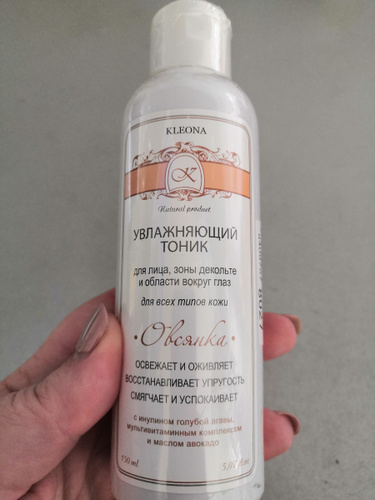 KLEONA
K
Natural product
УВЛАЖНЯЮЩИЙ
ТОНИК
для лица, зоны декольте
и области вокруг глаз
для всех типов кожи
• Овсянка •
ОСВЕЖАЕТ И ОЖИВЛЯЕТ
ВОССТАНАВЛИВАЕТ УПРУГОСТЬ
СМЯГЧАЕТ И УСПОКАИВАЕТ
с инулином голубой агавы,
мультивитаминным комплексом
и маслом авокадо
150 ml